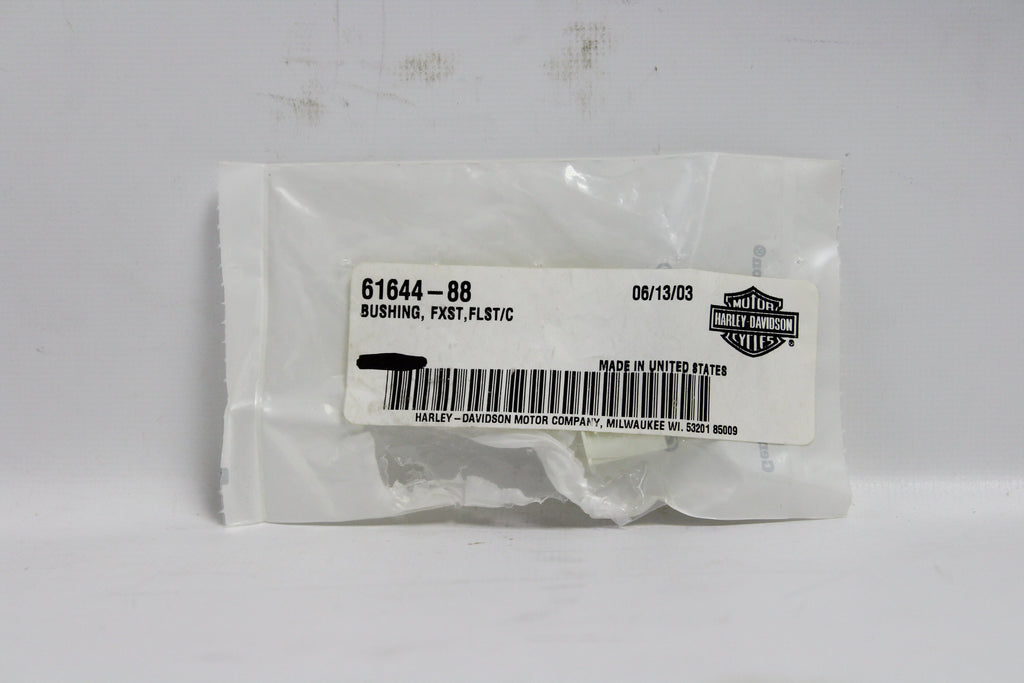 61644-88
06/13/03
BUSHING, FXST,FLST/C
MOTOR
HARLEY-DAVIDSON
CYCLES
®
MADE IN UNITED STATES
HARLEY-DAVIDSON MOTOR COMPANY, MILWAUKEE WI. 53201 85009